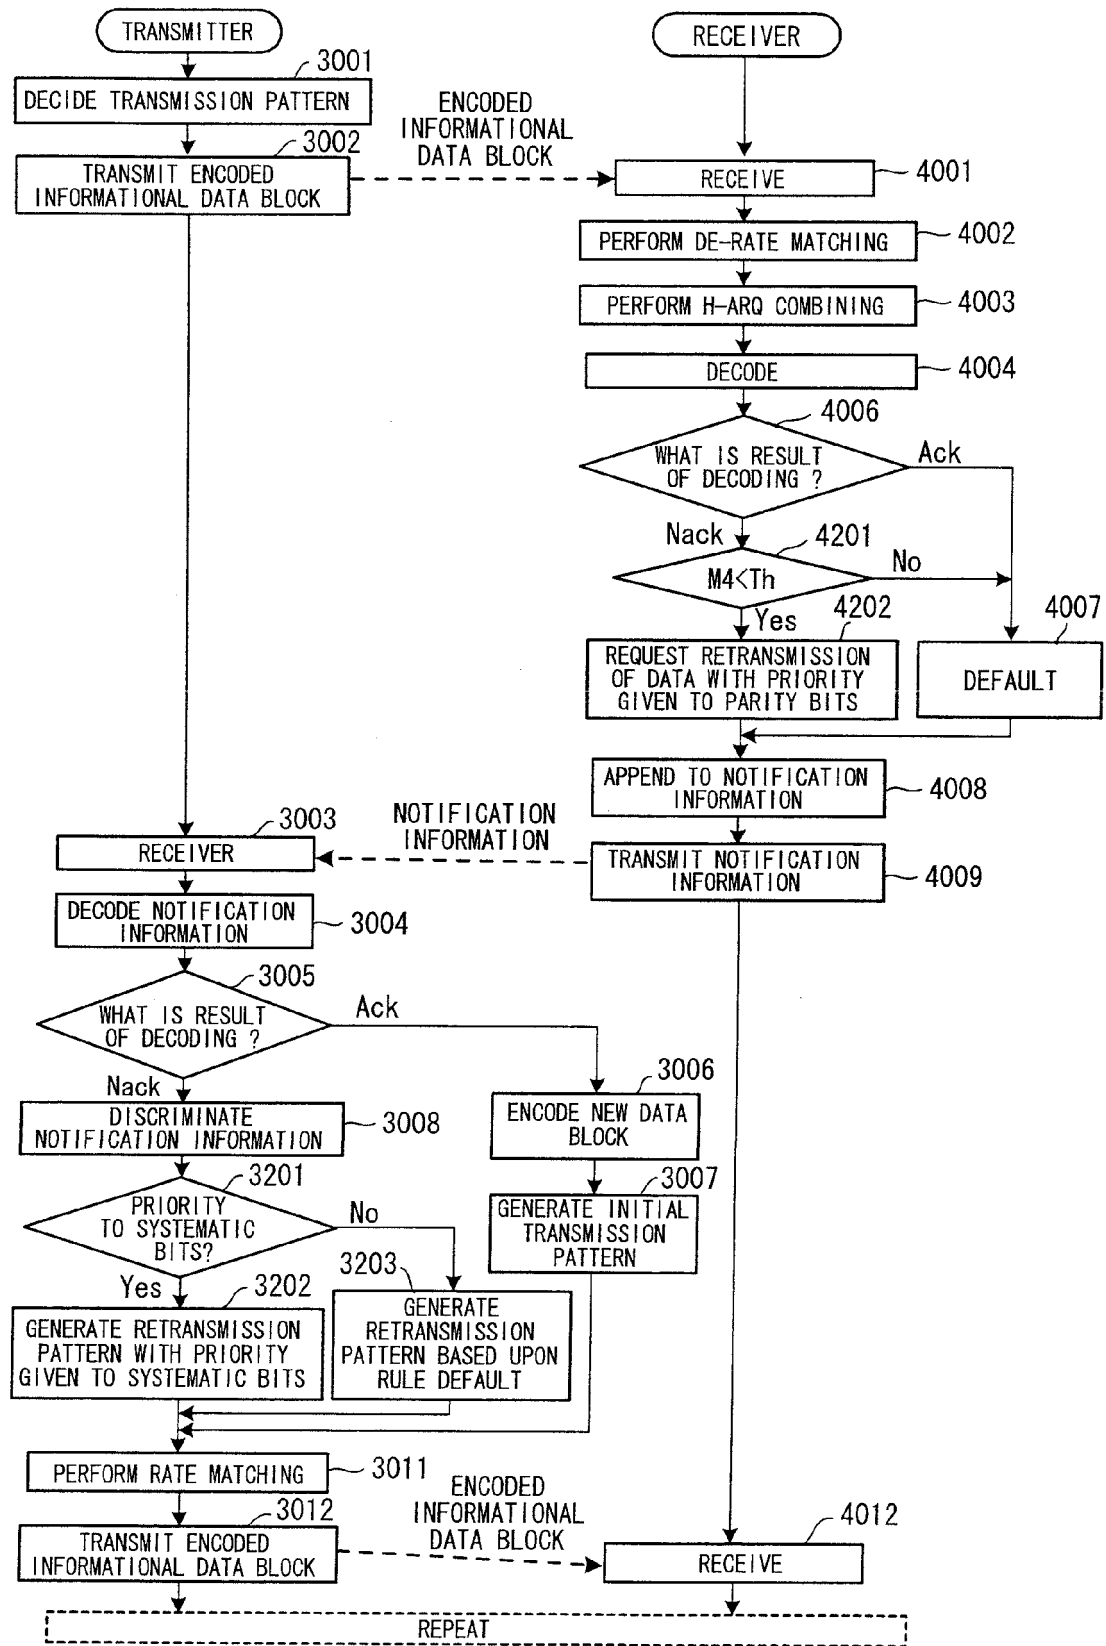 TRANSMITTER
RECEIVER
3001
DECIDE TRANSMISSION PATTERN
3002
TRANSMIT ENCODED
INFORMATIONAL DATA BLOCK
ENCODED
INFORMATIONAL
DATA BLOCK
RECEIVE
4001
PERFORM DE-RATE MATCHING
4002
PERFORM H-ARQ COMBINING
4003
DECODE
4004
4006
WHAT IS RESULT
OF DECODING ?
Ack
Nack
4201
M4<Th
No
Yes
4202
REQUEST RETRANSMISSION
OF DATA WITH PRIORITY
GIVEN TO PARITY BITS
4007
DEFAULT
APPEND TO NOTIFICATION
INFORMATION
4008
NOTIFICATION
INFORMATION
TRANSMIT NOTIFICATION
INFORMATION
4009
3003
RECEIVER
DECODE NOTIFICATION
INFORMATION
3004
3005
WHAT IS RESULT
OF DECODING ?
Ack
Nack
3006
ENCODE NEW DATA
BLOCK
DISCRIMINATE
NOTIFICATION INFORMATION
3008
3007
GENERATE INITIAL
TRANSMISSION
PATTERN
3201
PRIORITY
TO SYSTEMATIC
BITS?
No
Yes
3202
GENERATE RETRANSMISSION
PATTERN WITH PRIORITY
GIVEN TO SYSTEMATIC BITS
3203
GENERATE
RETRANSMISSION
PATTERN BASED UPON
RULE DEFAULT
PERFORM RATE MATCHING
3011
3012
TRANSMIT ENCODED
INFORMATIONAL DATA BLOCK
ENCODED
INFORMATIONAL
DATA BLOCK
4012
RECEIVE
REPEAT